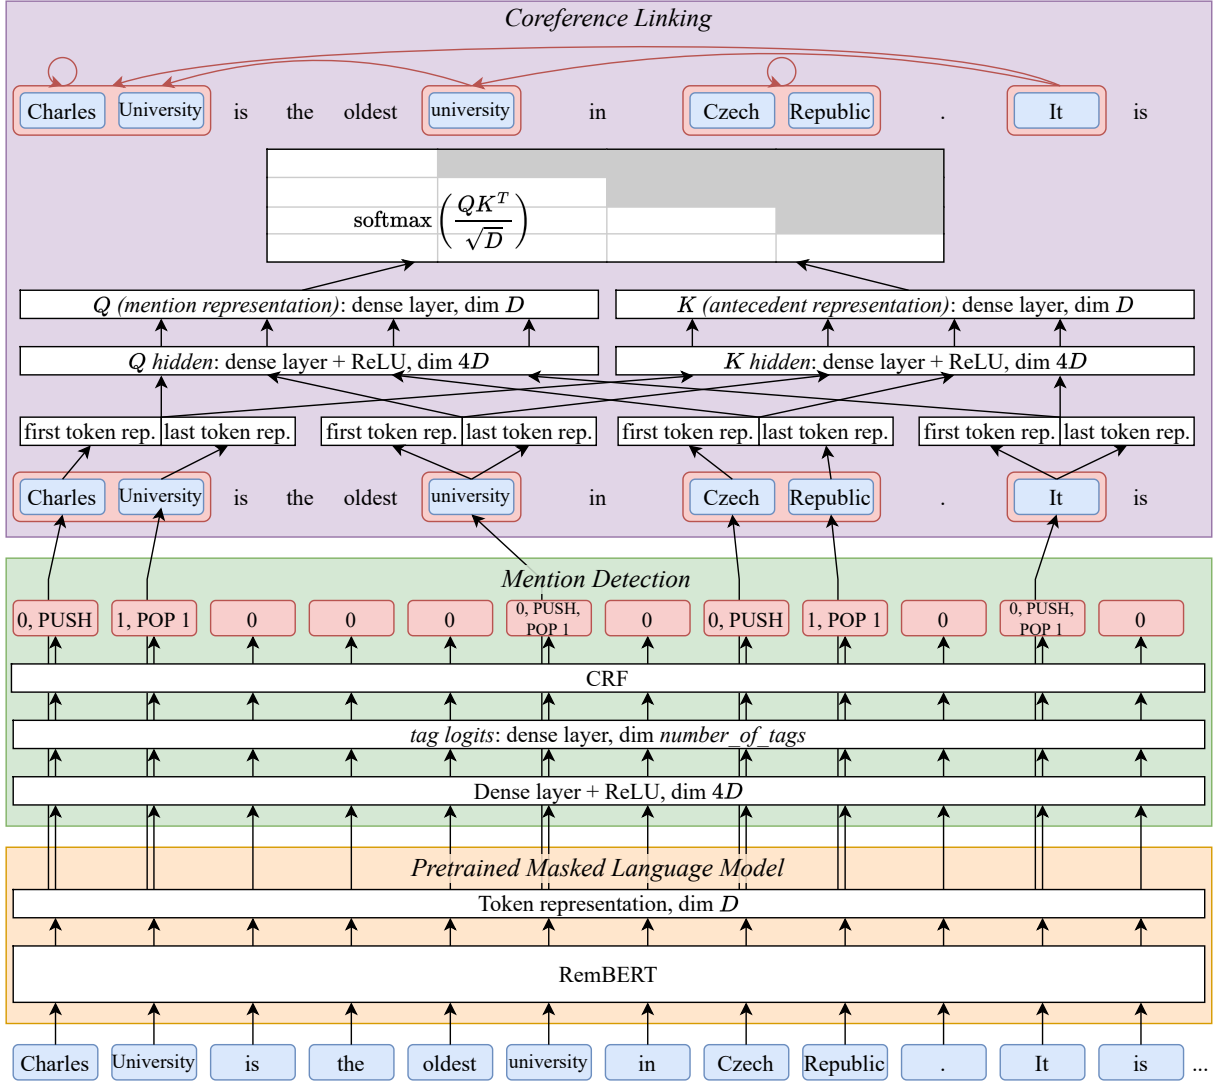 Coreference Linking
Charles University is the oldest university in Czech Republic . It is
softmax(QK^T/√D)
Q (mention representation): dense layer, dim D
K (antecedent representation): dense layer, dim D
Q hidden: dense layer + ReLU, dim 4D
K hidden: dense layer + ReLU, dim 4D
first token rep. last token rep. first token rep. last token rep. first token rep. last token rep. first token rep. last token rep.
Charles University is the oldest university in Czech Republic . It is
Mention Detection
0, PUSH 1, POP 1 0 0 0 0, PUSH, POP 1 0 0, PUSH 1, POP 1 0 0, PUSH, POP 1 0
CRF
tag logits: dense layer, dim number_of_tags
Dense layer + ReLU, dim 4D
Pretrained Masked Language Model
Token representation, dim D
RemBERT
Charles University is the oldest university in Czech Republic . It is ...